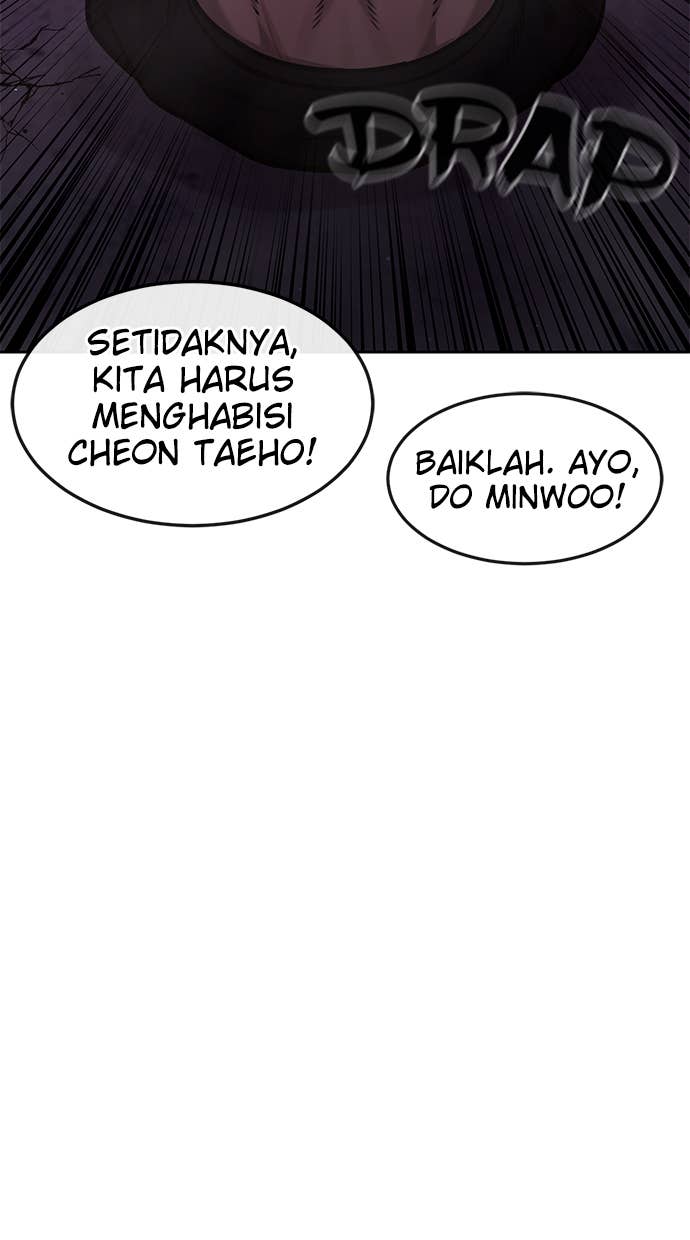 DRAP
SETIDAKNYA,
KITA HARUS
MENGHABISI
CHEON TAEHO!
BAIKLAH. AYO,
DO MINWOO!